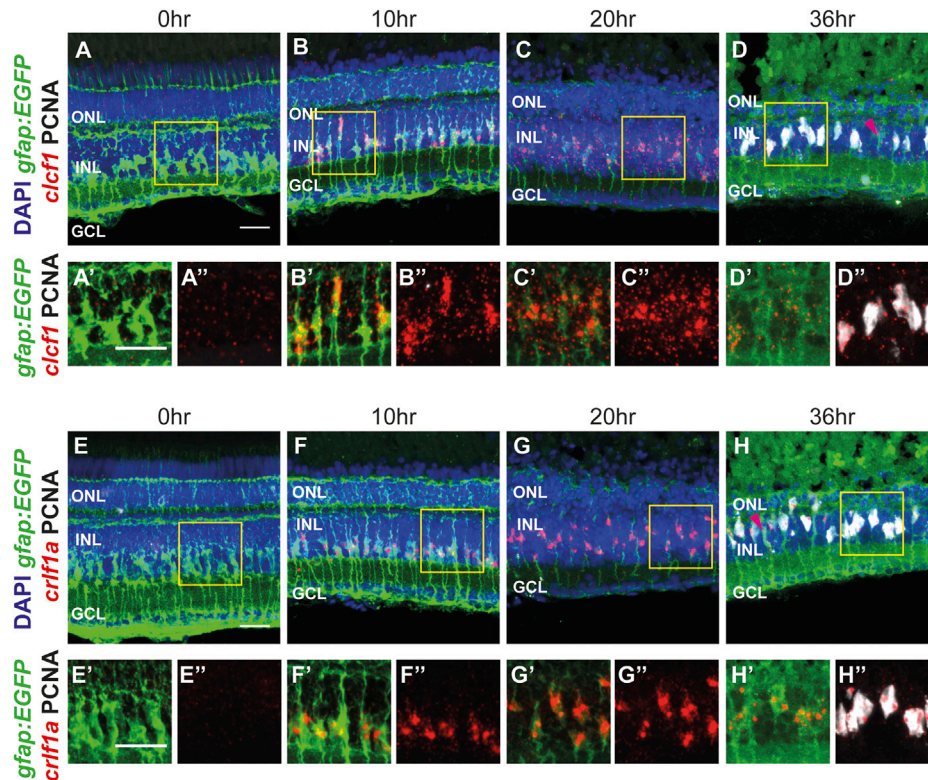 0hr 10hr 20hr 36hr
DAPI gfap:EGFP
clcf1 PCNA
A B C D
ONL ONL ONL ONL
INL INL INL INL
GCL GCL GCL GCL
gfap:EGFP
clcf1 PCNA
A' A" B' B" C' C" D' D"
0hr 10hr 20hr 36hr
DAPI gfap:EGFP
crlf1a PCNA
E F G H
ONL ONL ONL ONL
INL INL INL INL
GCL GCL GCL GCL
gfap:EGFP
crlf1a PCNA
E' E" F' F" G' G" H' H"